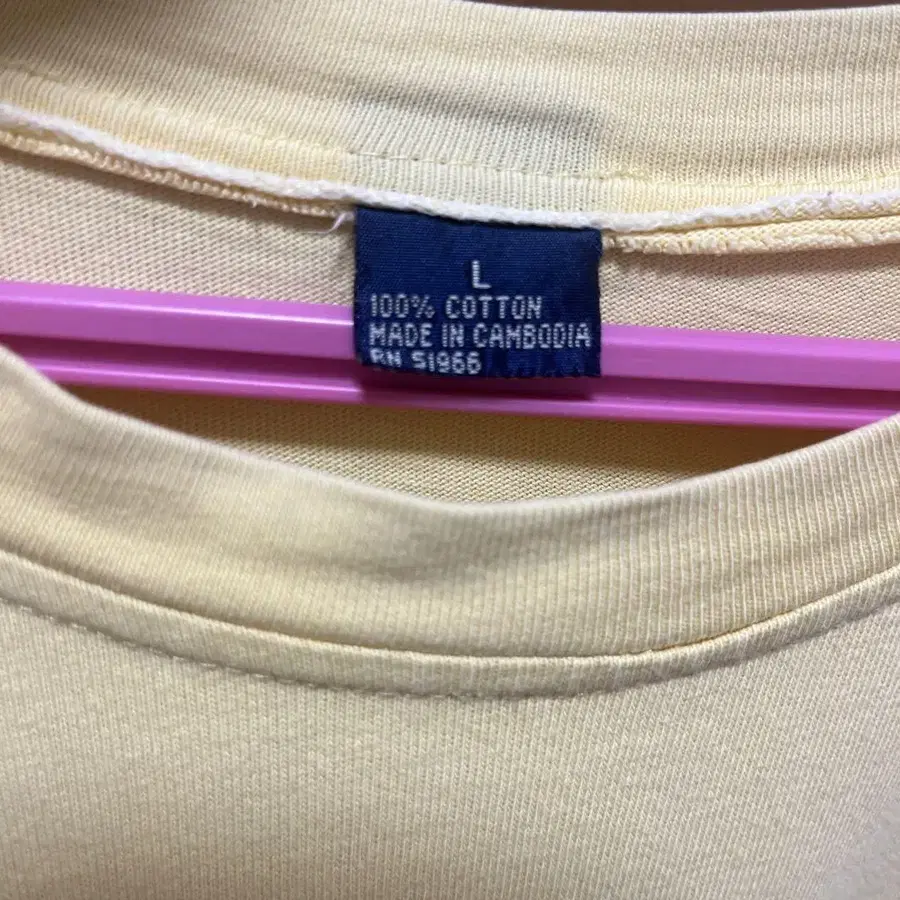 L
100% COTTON
MADE IN CAMBODIA
RN 51966